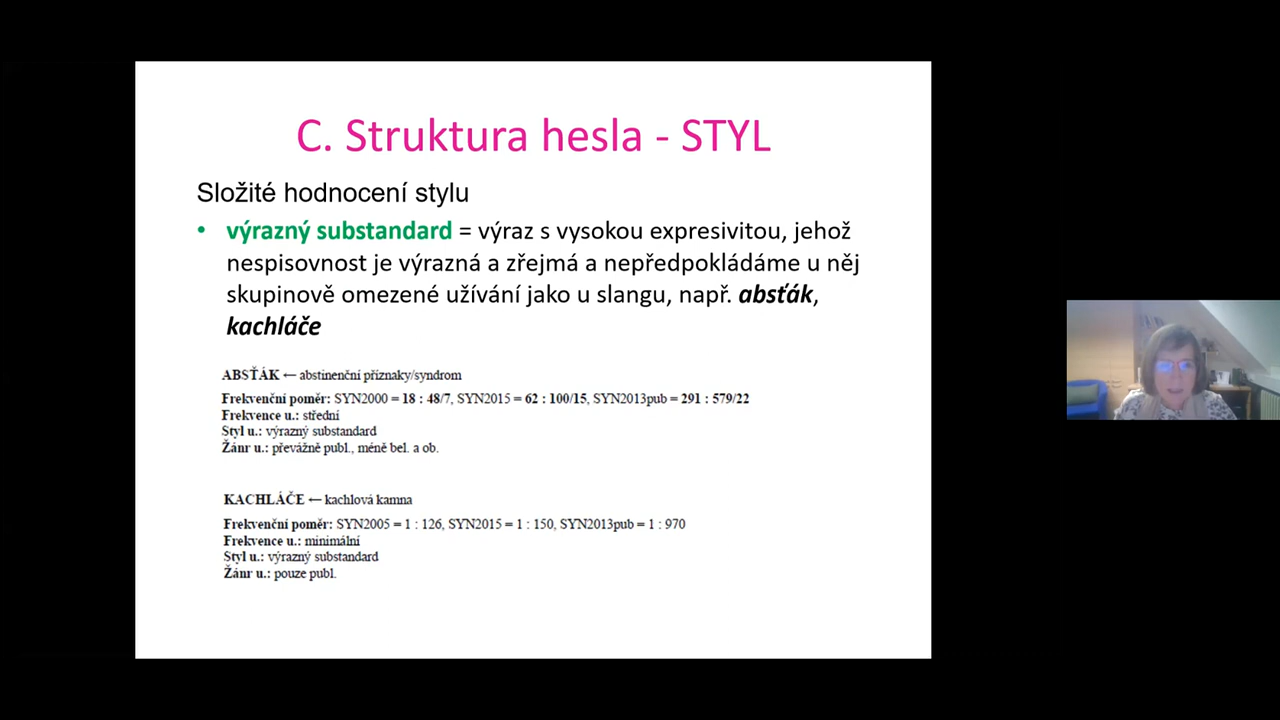 C. Struktura hesla - STYL
Složité hodnocení stylu
• výrazný substandard = výraz s vysokou expresivitou, jehož
nespisovnost je výrazná a zřejmá a nepředpokládáme u něj
skupinově omezené užívání jako u slangu, např. absťák,
kachláče
ABSŤÁK ← abstinenční příznaky/syndrom
Frekvenční poměr: SYN2000 = 18 : 48/7, SYN2015 = 62 : 100/15, SYN2013pub = 291 : 579/22
Frekvence u.: střední
Styl u.: výrazný substandard
Žánr u.: převážně publ., méně bel. a ob.
KACHLÁČE ← kachlová kamna
Frekvenční poměr: SYN2005 = 1 : 126, SYN2015 = 1 : 150, SYN2013pub = 1 : 970
Frekvence u.: minimální
Styl u.: výrazný substandard
Žánr u.: pouze publ.